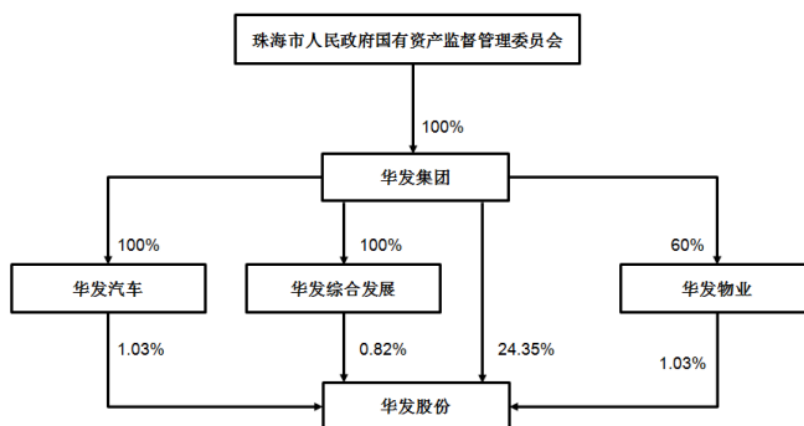 珠海市人民政府国有资产监督管理委员会
100%
华发集团
100%
100%
60%
华发汽车
华发综合发展
华发物业
1.03%
0.82%
24.35%
1.03%
华发股份